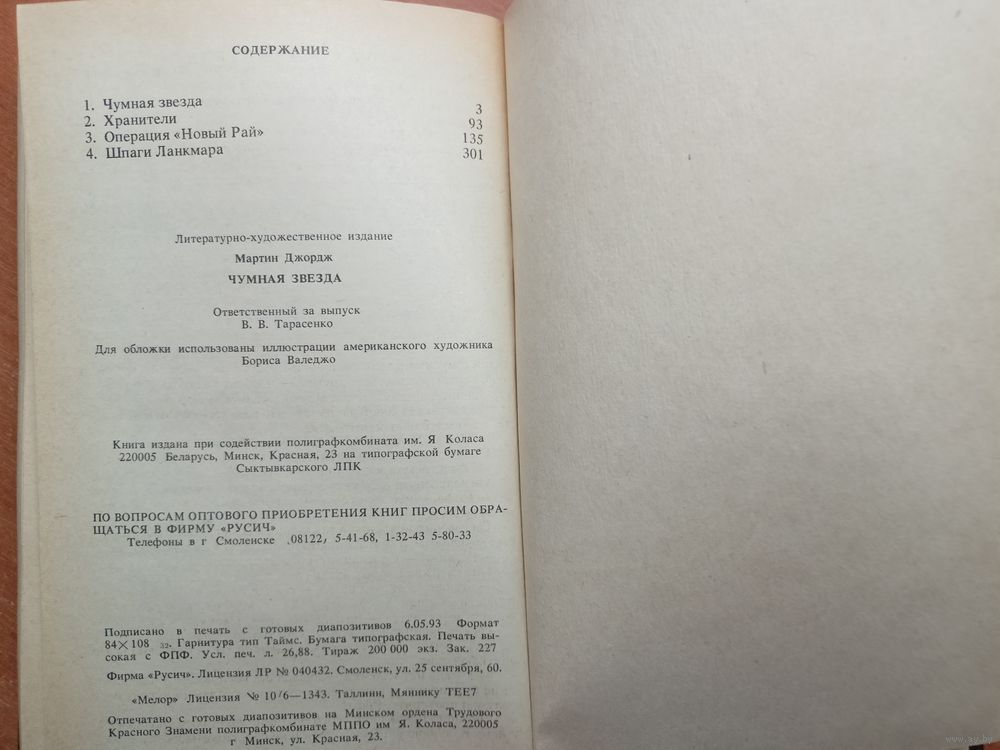 СОДЕРЖАНИЕ
1. Чумная звезда 3
2. Хранители 93
3. Операция «Новый Рай» 135
4. Шпаги Ланкмара 301
Литературно-художественное издание
Мартин Джордж
ЧУМНАЯ ЗВЕЗДА
Ответственный за выпуск
В. В. Тарасенко
Для обложки использованы иллюстрации американского художника
Бориса Валеджо
Книга издана при содействии полиграфкомбината им. Я Коласа
220005 Беларусь, Минск, Красная, 23 на типографской бумаге
Сыктывкарского ЛПК
ПО ВОПРОСАМ ОПТОВОГО ПРИОБРЕТЕНИЯ КНИГ ПРОСИМ ОБРА-
ЩАТЬСЯ В ФИРМУ «РУСИЧ»
Телефоны в г Смоленске (08122) 5-41-68, 1-32-43 5-80-33
Подписано в печать с готовых диапозитивов 6.05.93 Формат
84×108 32. Гарнитура тип Таймс. Бумага типографская. Печать вы-
сокая с ФПФ. Усл. печ. л. 26,88. Тираж 200 000 экз. Зак. 227
Фирма «Русич». Лицензия ЛР № 040432. Смоленск, ул. 25 сентября, 60.
«Мелор» Лицензия № 10/6—1343. Таллинн, Мяннику ТЕЕ7
Отпечатано с готовых диапозитивов на Минском ордена Трудового
Красного Знамени полиграфкомбинате МППО им Я. Коласа, 220005
г Минск, ул. Красная, 23.
www.ay.by